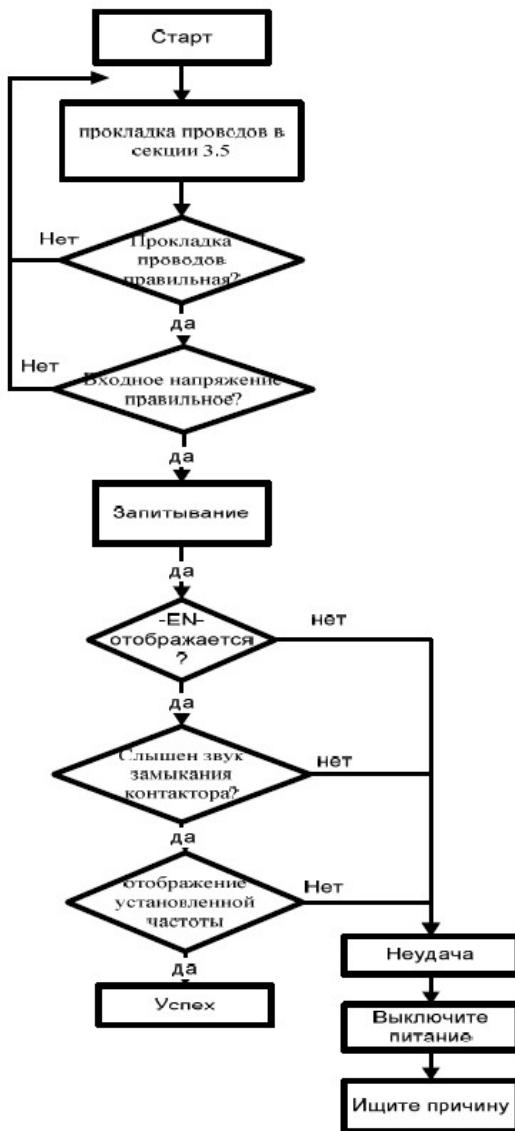 Старт
прокладка проводов в
секции 3.5
Нет
Прокладка
проводов
правильная?
да
Нет
Входное напряжение
правильное?
да
Запитывание
да
-EN-
отображается
?
нет
да
Слышен звук
замыкания
контактора?
нет
да
отображение
установленной
частоты
Нет
да
Успех
Неудача
Выключите
питание
Ищите причину